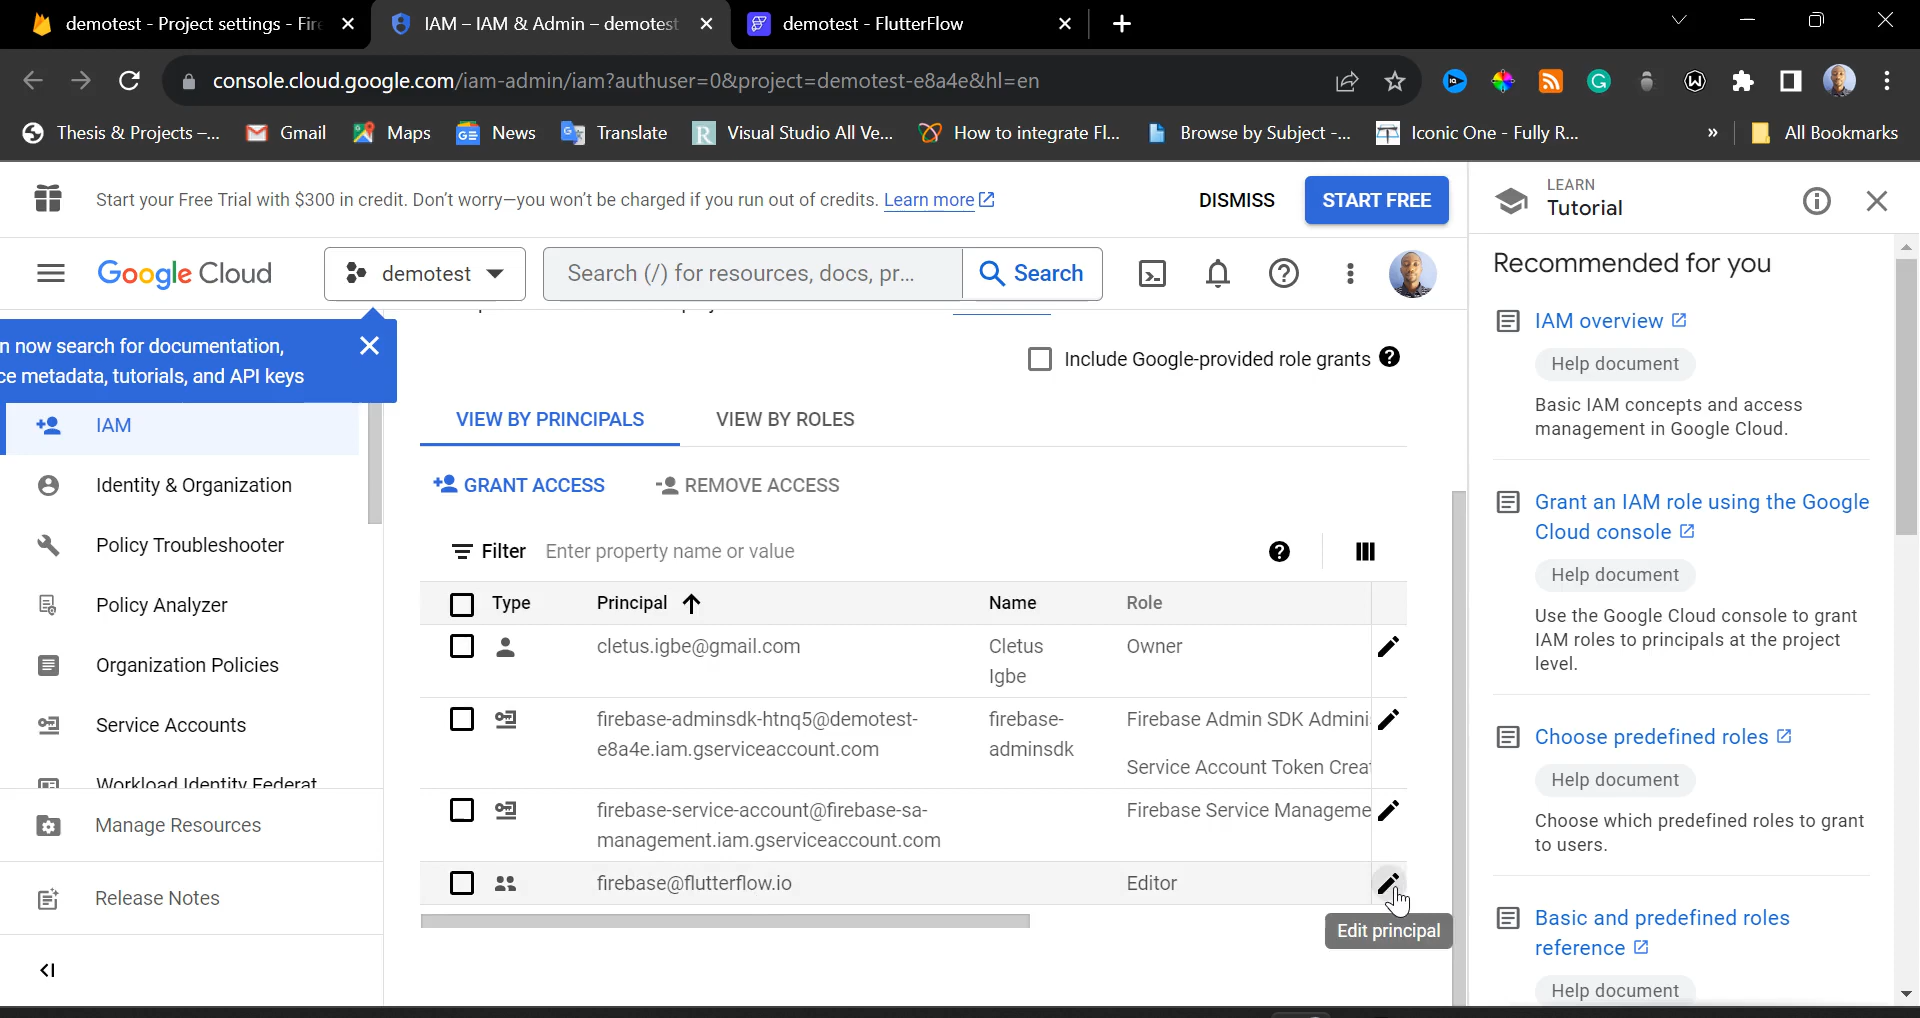 demotest - Project settings - Fire
IAM – IAM & Admin – demotest
demotest - FlutterFlow
console.cloud.google.com/iam-admin/iam?authuser=0&project=demotest-e8a4e&hl=en
Thesis & Projects –...
Gmail
Maps
News
Translate
Visual Studio All Ve...
How to integrate Fl...
Browse by Subject -...
Iconic One - Fully R...
»
All Bookmarks
Start your Free Trial with $300 in credit. Don't worry—you won't be charged if you run out of credits. Learn more
DISMISS
START FREE
LEARN
Tutorial
Google Cloud
demotest
Search (/) for resources, docs, pr...
Search
n now search for documentation,
ce metadata, tutorials, and API keys
IAM
Identity & Organization
Policy Troubleshooter
Policy Analyzer
Organization Policies
Service Accounts
Workload Identity Federat
Manage Resources
Release Notes
Include Google-provided role grants
VIEW BY PRINCIPALS
VIEW BY ROLES
GRANT ACCESS
REMOVE ACCESS
Filter Enter property name or value
Type Principal Name Role
cletus.igbe@gmail.com Cletus Owner
Igbe
firebase-adminsdk-htnq5@demotest- firebase- Firebase Admin SDK Admini
e8a4e.iam.gserviceaccount.com adminsdk
Service Account Token Crea
firebase-service-account@firebase-sa- Firebase Service Manageme
management.iam.gserviceaccount.com
firebase@flutterflow.io Editor
Edit principal
Recommended for you
IAM overview
Help document
Basic IAM concepts and access
management in Google Cloud.
Grant an IAM role using the Google
Cloud console
Help document
Use the Google Cloud console to grant
IAM roles to principals at the project
level.
Choose predefined roles
Help document
Choose which predefined roles to grant
to users.
Basic and predefined roles
reference
Help document